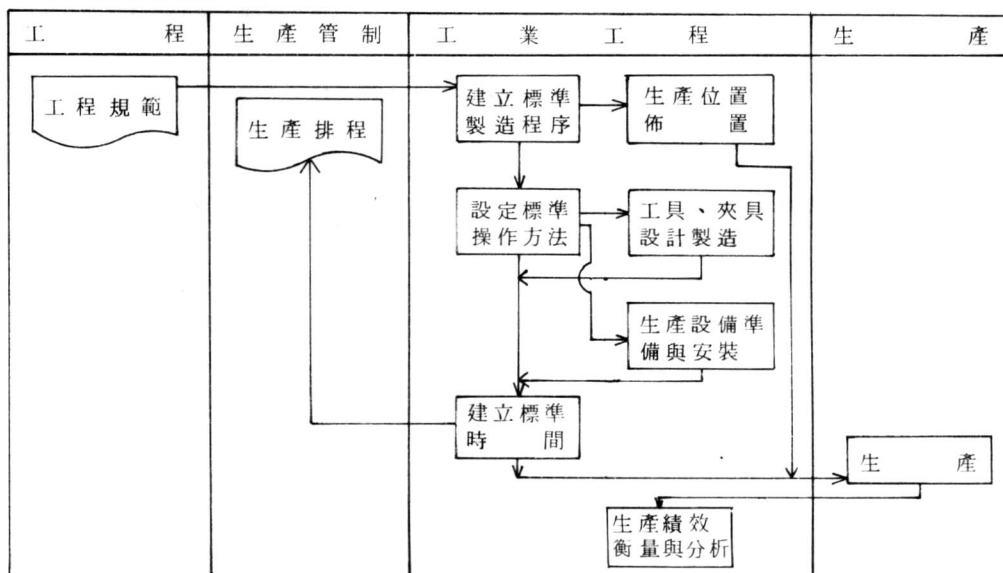 工程
生產管制
工業工程
生產
工程規範
生產排程
建立標準
製造程序
生產位置
佈置
設定標準
操作方法
工具、夾具
設計製造
生產設備準
備與安裝
建立標準
時間
生產
生產績效
衡量與分析